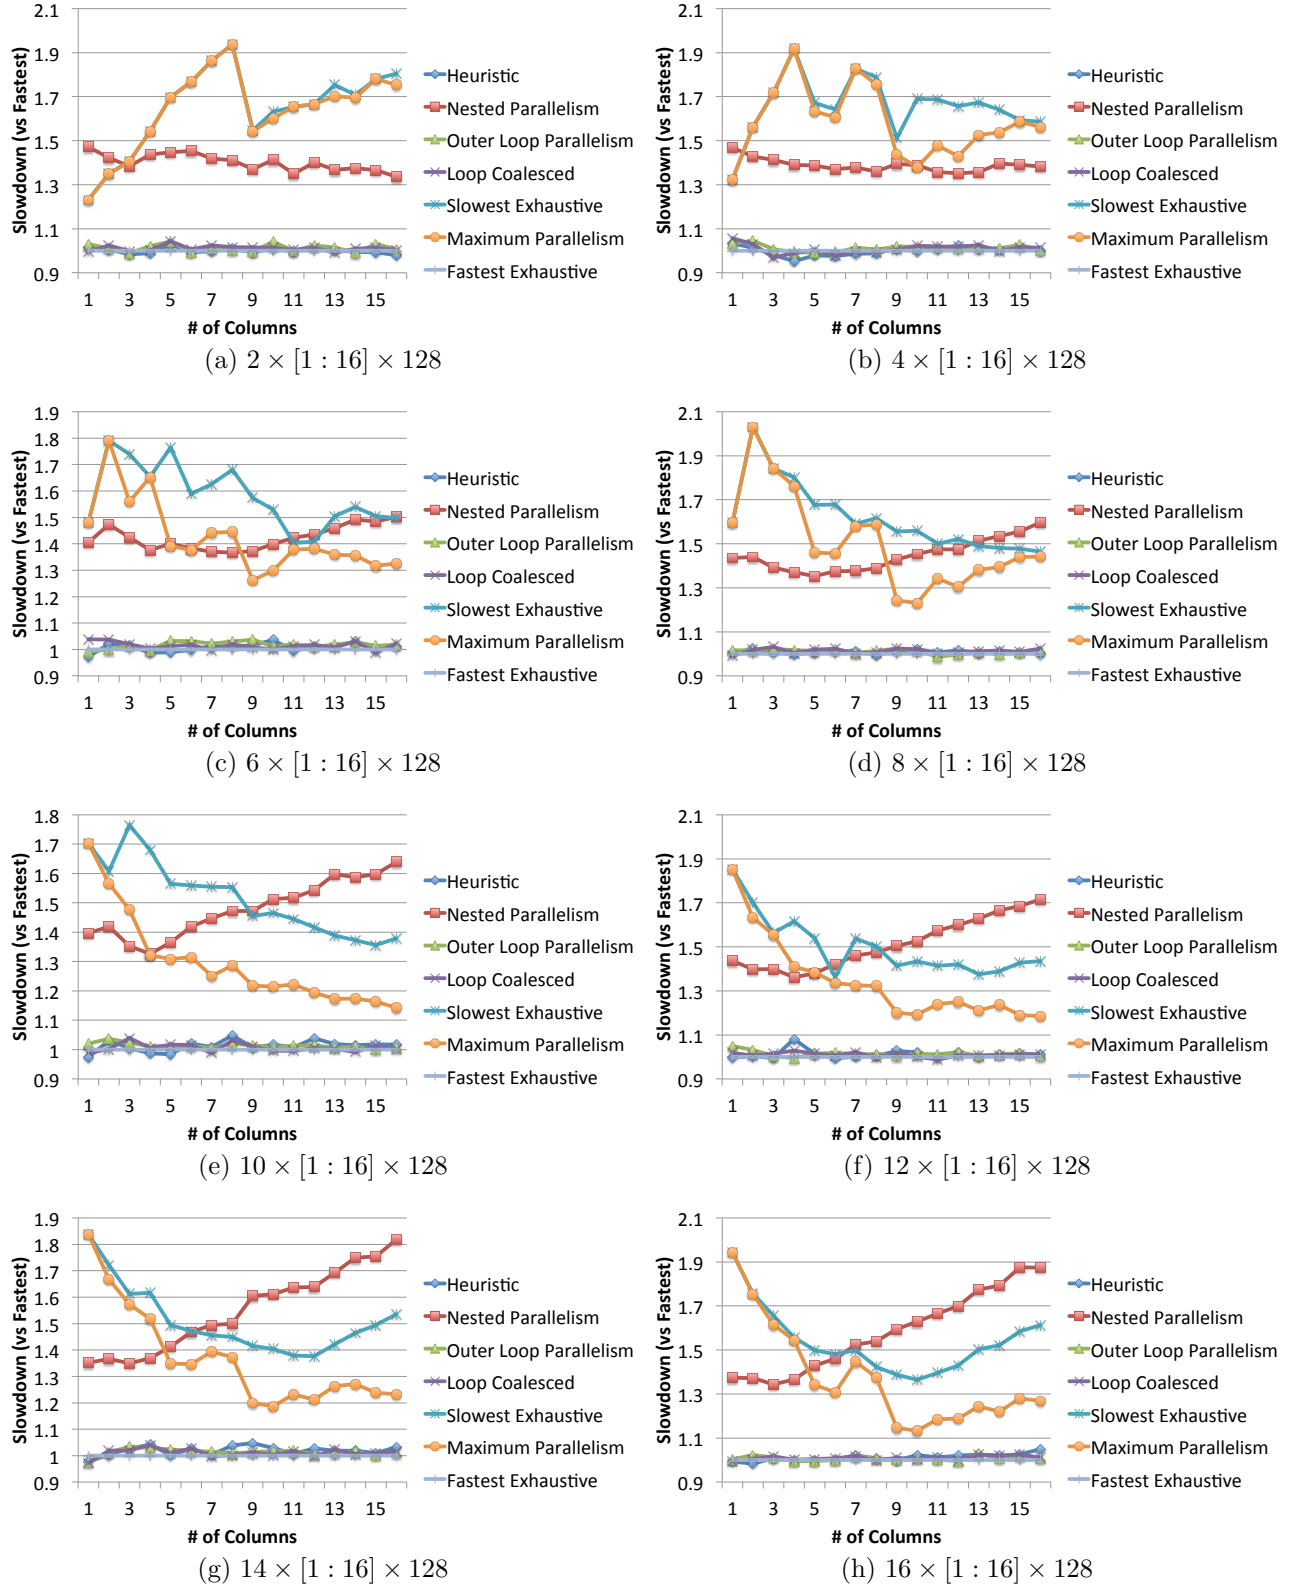 Slowdown (vs Fastest)
2.1
1.9
1.7
1.5
1.3
1.1
0.9
1 3 5 7 9 11 13 15
# of Columns
Heuristic
Nested Parallelism
Outer Loop Parallelism
Loop Coalesced
Slowest Exhaustive
Maximum Parallelism
Fastest Exhaustive
(a) 2 × [1 : 16] × 128
Slowdown (vs Fastest)
2.1
1.9
1.7
1.5
1.3
1.1
0.9
1 3 5 7 9 11 13 15
# of Columns
Heuristic
Nested Parallelism
Outer Loop Parallelism
Loop Coalesced
Slowest Exhaustive
Maximum Parallelism
Fastest Exhaustive
(b) 4 × [1 : 16] × 128
Slowdown (vs Fastest)
1.9
1.8
1.7
1.6
1.5
1.4
1.3
1.2
1.1
1
0.9
1 3 5 7 9 11 13 15
# of Columns
Heuristic
Nested Parallelism
Outer Loop Parallelism
Loop Coalesced
Slowest Exhaustive
Maximum Parallelism
Fastest Exhaustive
(c) 6 × [1 : 16] × 128
Slowdown (vs Fastest)
2.1
1.9
1.7
1.5
1.3
1.1
0.9
1 3 5 7 9 11 13 15
# of Columns
Heuristic
Nested Parallelism
Outer Loop Parallelism
Loop Coalesced
Slowest Exhaustive
Maximum Parallelism
Fastest Exhaustive
(d) 8 × [1 : 16] × 128
Slowdown (vs Fastest)
1.8
1.7
1.6
1.5
1.4
1.3
1.2
1.1
1
0.9
1 3 5 7 9 11 13 15
# of Columns
Heuristic
Nested Parallelism
Outer Loop Parallelism
Loop Coalesced
Slowest Exhaustive
Maximum Parallelism
Fastest Exhaustive
(e) 10 × [1 : 16] × 128
Slowdown (vs Fastest)
2.1
1.9
1.7
1.5
1.3
1.1
0.9
1 3 5 7 9 11 13 15
# of Columns
Heuristic
Nested Parallelism
Outer Loop Parallelism
Loop Coalesced
Slowest Exhaustive
Maximum Parallelism
Fastest Exhaustive
(f) 12 × [1 : 16] × 128
Slowdown (vs Fastest)
1.9
1.8
1.7
1.6
1.5
1.4
1.3
1.2
1.1
1
0.9
1 3 5 7 9 11 13 15
# of Columns
Heuristic
Nested Parallelism
Outer Loop Parallelism
Loop Coalesced
Slowest Exhaustive
Maximum Parallelism
Fastest Exhaustive
(g) 14 × [1 : 16] × 128
Slowdown (vs Fastest)
2.1
1.9
1.7
1.5
1.3
1.1
0.9
1 3 5 7 9 11 13 15
# of Columns
Heuristic
Nested Parallelism
Outer Loop Parallelism
Loop Coalesced
Slowest Exhaustive
Maximum Parallelism
Fastest Exhaustive
(h) 16 × [1 : 16] × 128